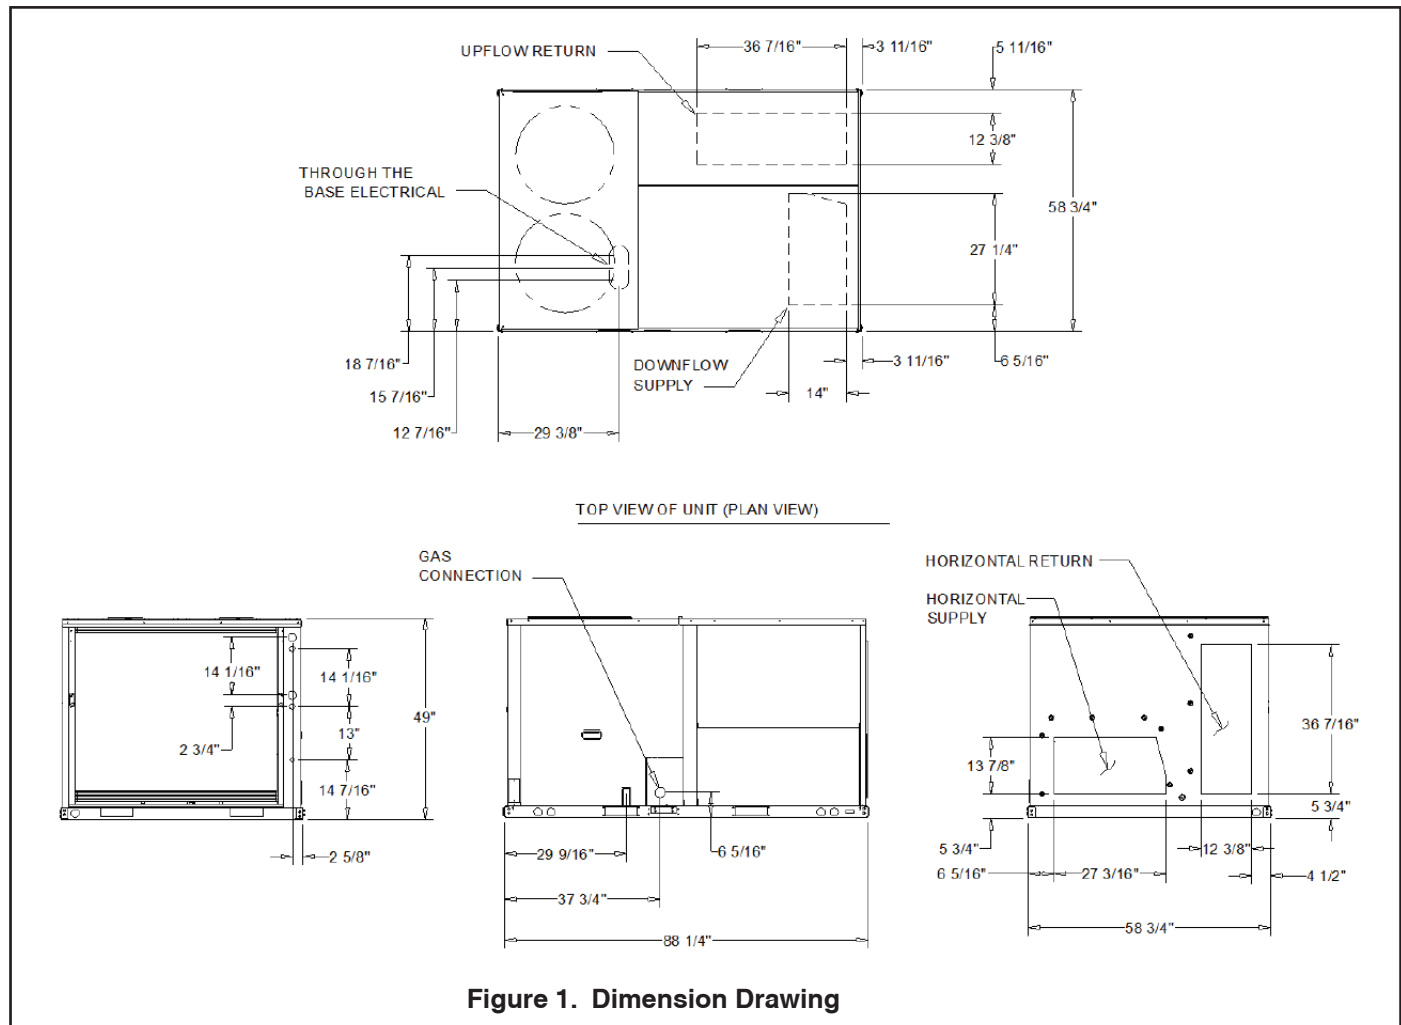 36 7/16"
3 11/16"
5 11/16"
UPFLOW RETURN
12 3/8"
THROUGH THE
BASE ELECTRICAL
58 3/4"
27 1/4"
18 7/16"
DOWNFLOW
SUPPLY
3 11/16"
6 5/16"
15 7/16"
14"
12 7/16"
29 3/8"
TOP VIEW OF UNIT (PLAN VIEW)
GAS
CONNECTION
HORIZONTAL RETURN
HORIZONTAL
SUPPLY
14 1/16"
14 1/16"
49"
2 3/4"
13"
14 7/16"
2 5/8"
29 9/16"
6 5/16"
37 3/4"
88 1/4"
36 7/16"
13 7/8"
5 3/4"
5 3/4"
12 3/8"
6 5/16"
27 3/16"
4 1/2"
58 3/4"
Figure 1. Dimension Drawing